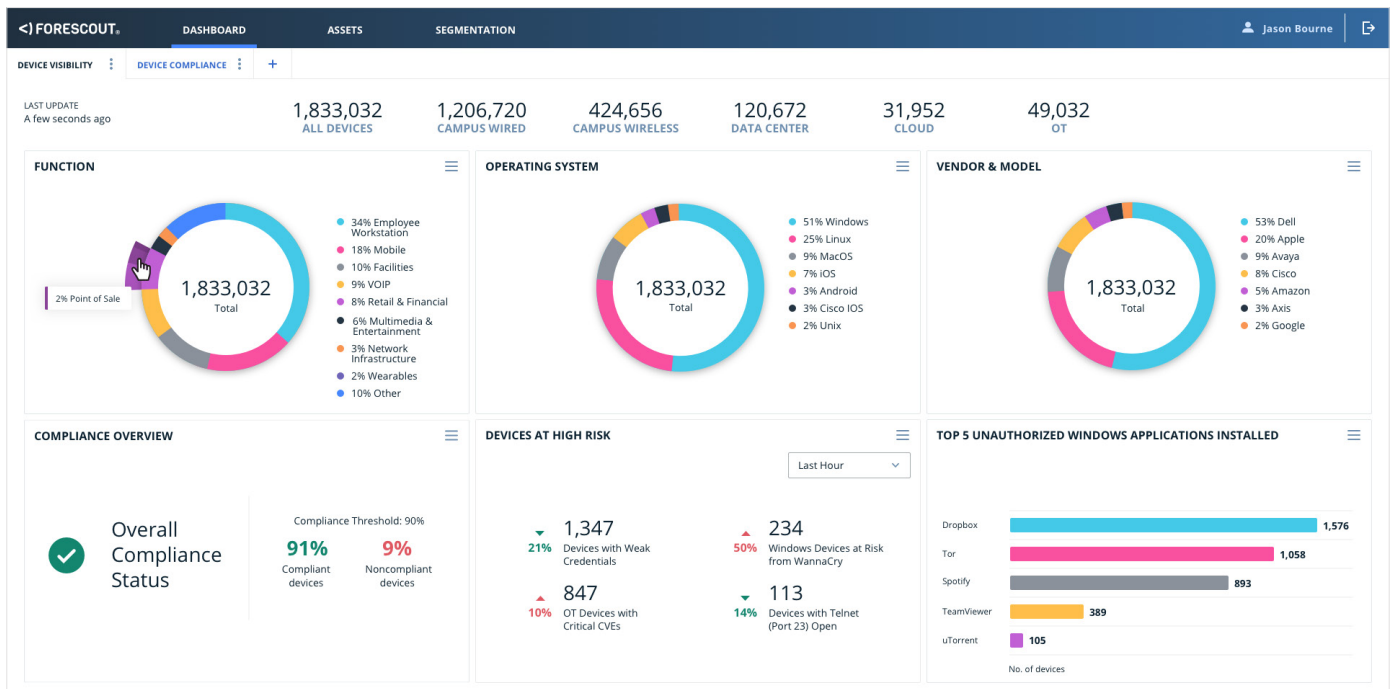 <) FORESCOUT.
DASHBOARD
ASSETS
SEGMENTATION
Jason Bourne
DEVICE VISIBILITY
DEVICE COMPLIANCE
+
LAST UPDATE
A few seconds ago
1,833,032
ALL DEVICES
1,206,720
CAMPUS WIRED
424,656
CAMPUS WIRELESS
120,672
DATA CENTER
31,952
CLOUD
49,032
OT
FUNCTION
2% Point of Sale
1,833,032
Total
34% Employee
Workstation
18% Mobile
10% Facilities
9% VOIP
8% Retail & Financial
6% Multimedia &
Entertainment
3% Network
Infrastructure
2% Wearables
10% Other
OPERATING SYSTEM
1,833,032
Total
51% Windows
25% Linux
9% MacOS
7% iOS
3% Android
3% Cisco IOS
2% Unix
VENDOR & MODEL
1,833,032
Total
53% Dell
20% Apple
9% Avaya
8% Cisco
5% Amazon
3% Axis
2% Google
COMPLIANCE OVERVIEW
Overall
Compliance
Status
Compliance Threshold: 90%
91%
Compliant
devices
9%
Noncompliant
devices
DEVICES AT HIGH RISK
Last Hour
21%
1,347
Devices with Weak
Credentials
50%
234
Windows Devices at Risk
from WannaCry
10%
847
OT Devices with
Critical CVEs
14%
113
Devices with Telnet
(Port 23) Open
TOP 5 UNAUTHORIZED WINDOWS APPLICATIONS INSTALLED
Dropbox 1,576
Tor 1,058
Spotify 893
TeamViewer 389
uTorrent 105
No. of devices